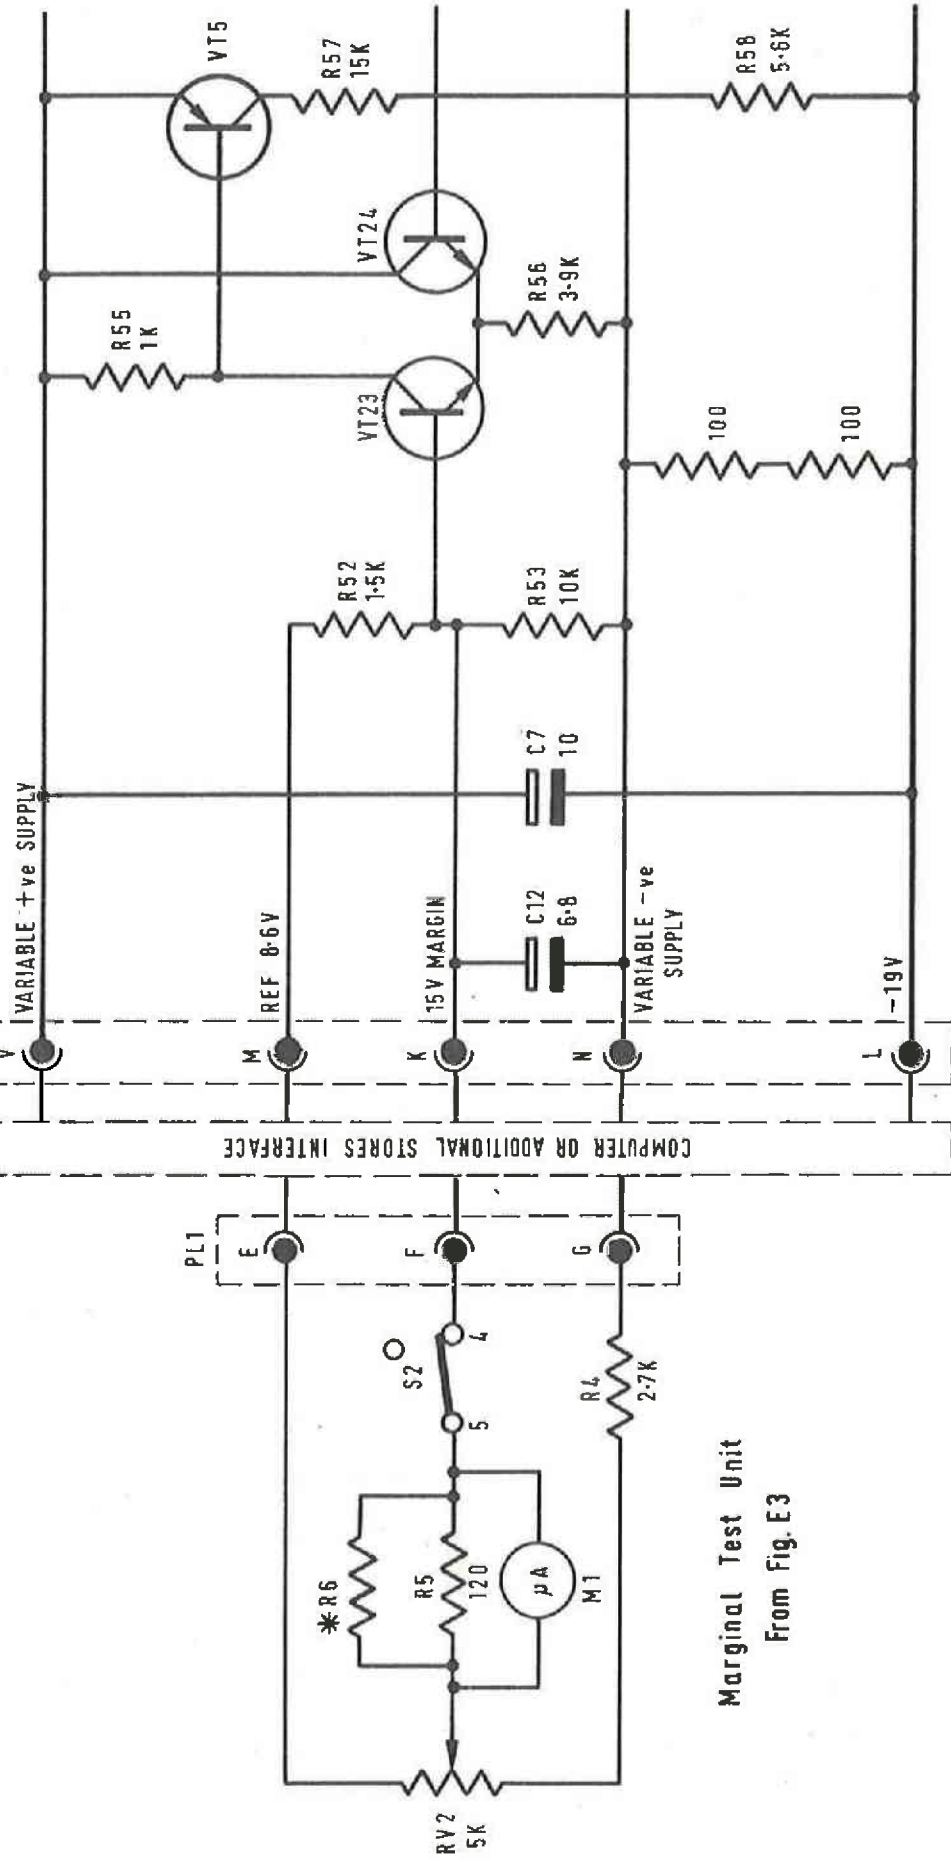 VARIABLE +ve SUPPLY
V
REF 8·6V
M
15V MARGIN
K
VARIABLE -ve
SUPPLY
N
-19V
L
VT5
R57
15K
R58
5·6K
VT24
R56
3·9K
R55
1K
VT23
100
100
R52
1·5K
R53
10K
C7
10
C12
6·8
COMPUTER OR ADDITIONAL STORES INTERFACE
PL1
E
F
G
S2
4
5
R4
2·7K
*R6
R5
120
µA
M1
RV2
5K
Marginal Test Unit
From Fig. E3